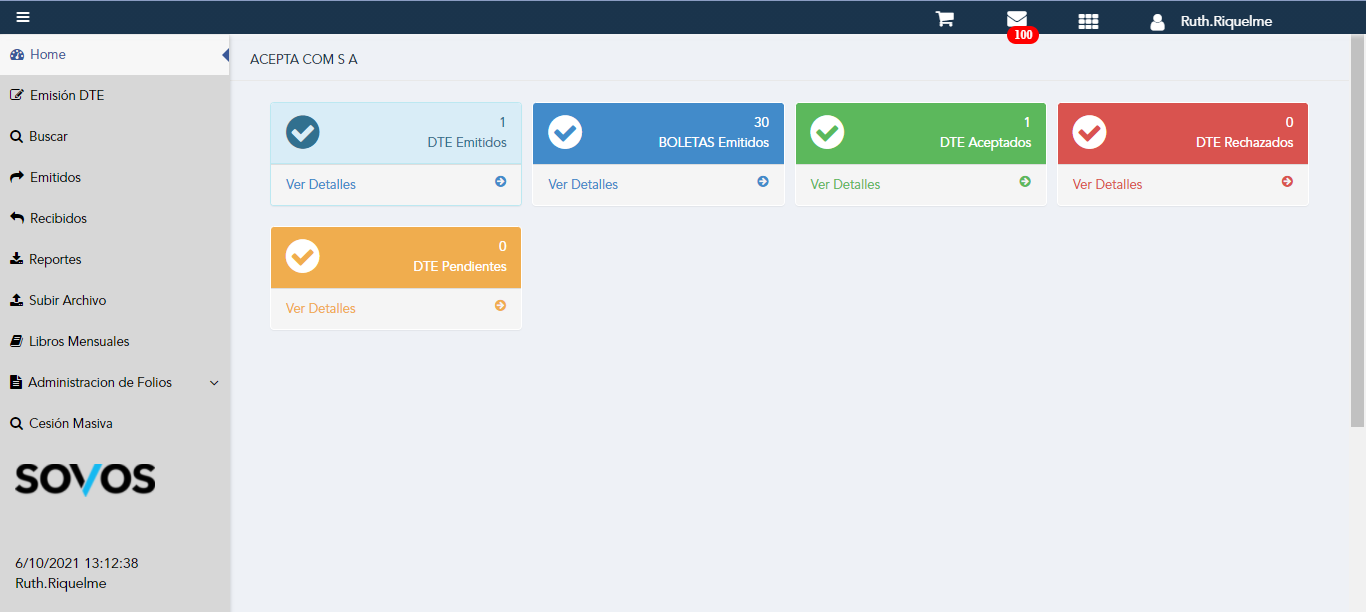 Ruth.Riquelme
100
Home
Emisión DTE
Buscar
Emitidos
Recibidos
Reportes
Subir Archivo
Libros Mensuales
Administracion de Folios
Cesión Masiva
SOVOS
6/10/2021 13:12:38
Ruth.Riquelme
ACEPTA COM S A
1
DTE Emitidos
Ver Detalles
30
BOLETAS Emitidos
Ver Detalles
1
DTE Aceptados
Ver Detalles
0
DTE Rechazados
Ver Detalles
0
DTE Pendientes
Ver Detalles